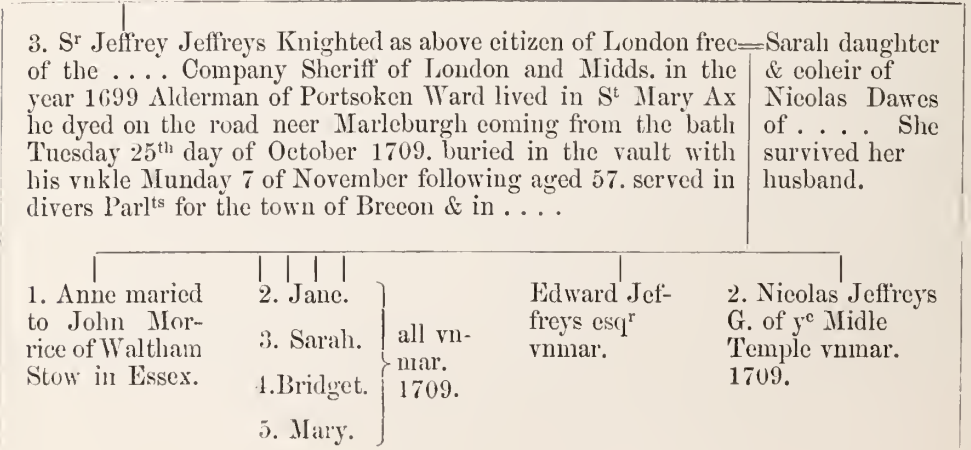 3. Sʳ Jeffrey Jeffreys Knighted as above citizen of London free
of the .... Company Sheriff of London and Midds. in the
year 1699 Alderman of Portsoken Ward lived in Sᵗ Mary Ax
he dyed on the road neer Marleburgh coming from the bath
Tuesday 25ᵗʰ day of October 1709. buried in the vault with
his vnkle Munday 7 of November following aged 57. served in
divers Parlᵗˢ for the town of Brecon & in ....
=Sarah daughter
& coheir of
Nicolas Dawes
of .... She
survived her
husband.
1. Anne maried
to John Mor-
rice of Waltham
Stow in Essex.
2. Jane.
3. Sarah.
4. Bridget.
5. Mary.
all vn-
mar.
1709.
Edward Jef-
freys esqʳ
vnmar.
2. Nicolas Jeffreys
G. of yᵉ Midle
Temple vnmar.
1709.